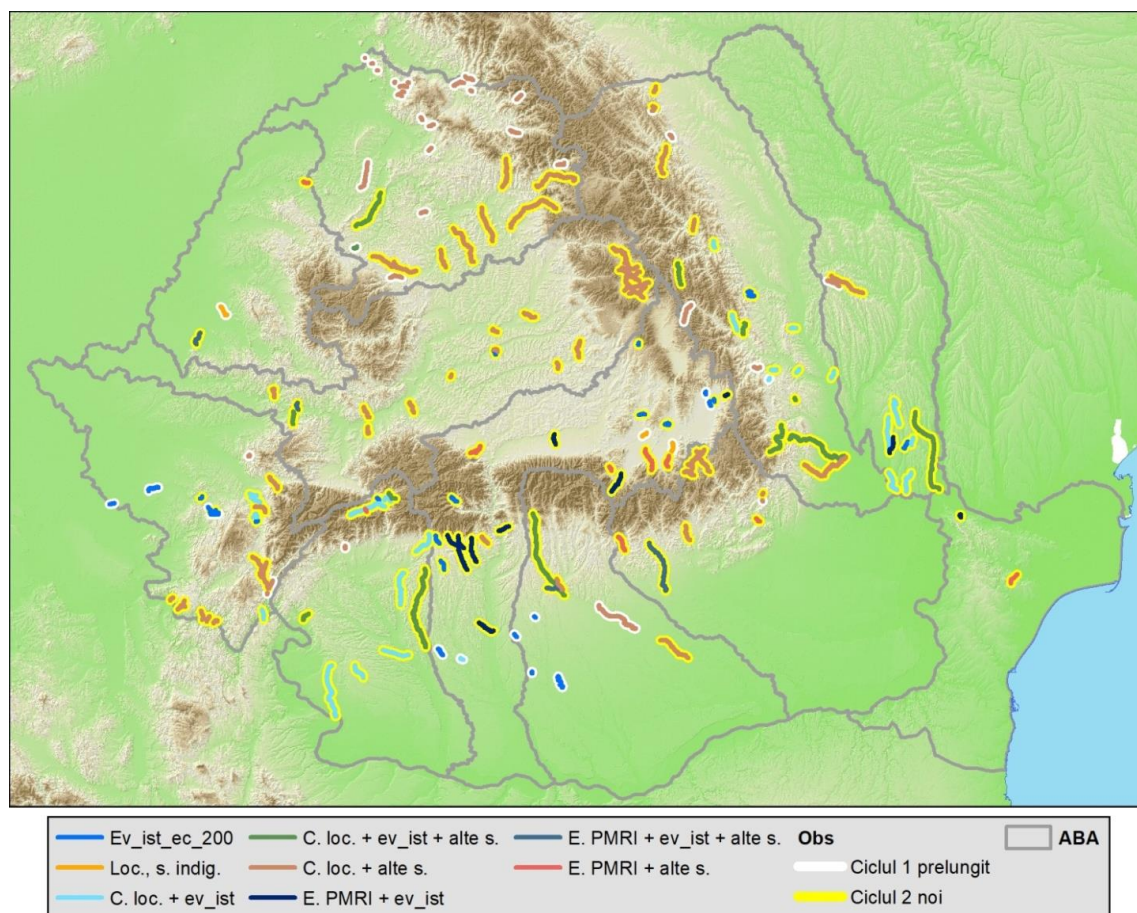 Ev_ist_ec_200 C. loc. + ev_ist + alte s. E. PMRI + ev_ist + alte s. Obs ABA
Loc., s. indig. C. loc. + alte s. E. PMRI + alte s. Ciclul 1 prelungit
C. loc. + ev_ist E. PMRI + ev_ist Ciclul 2 noi